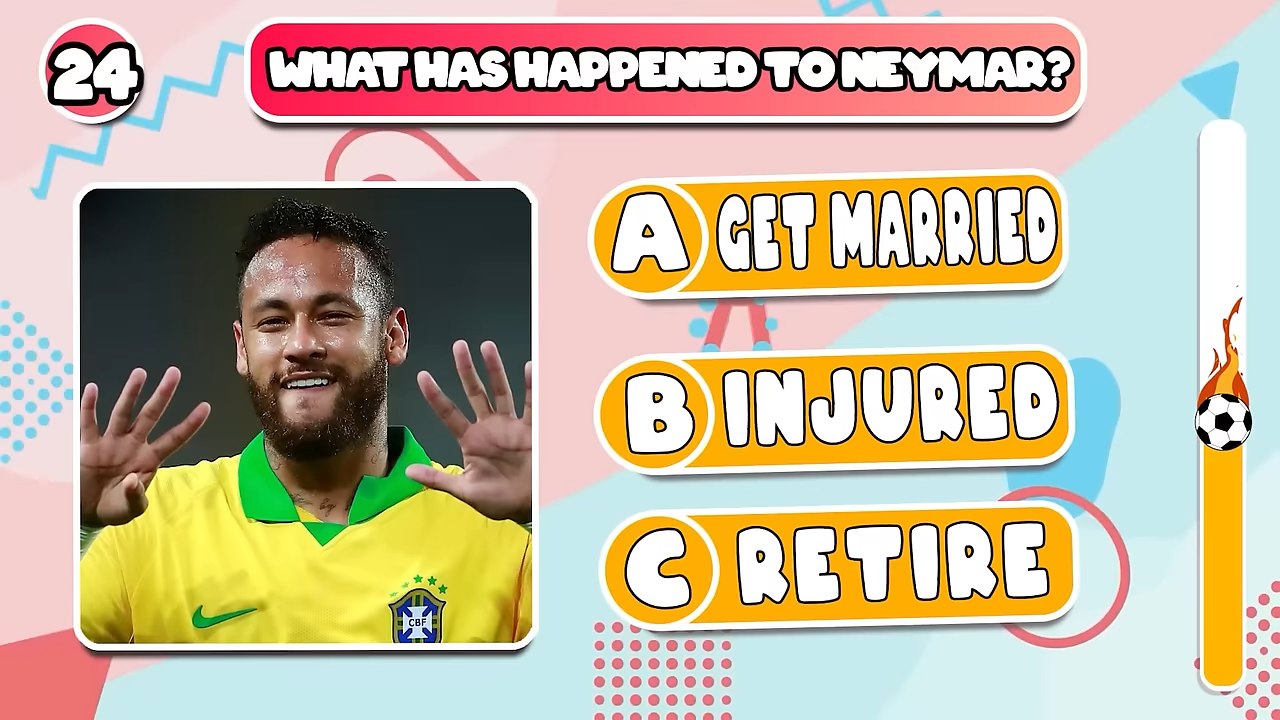 24
WHAT HAS HAPPENED TO NEYMAR?
A GET MARRIED
B INJURED
C RETIRE
CBF